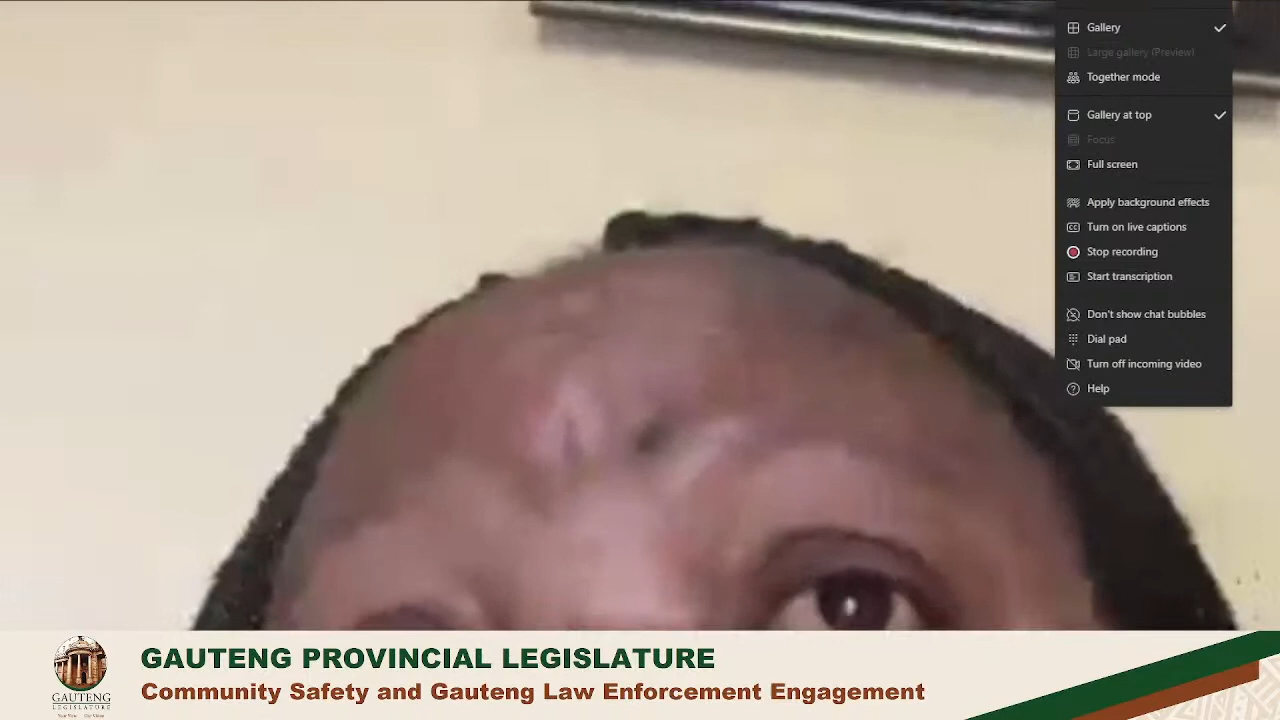 Gallery
Large gallery (Preview)
Together mode
Gallery at top
Focus
Full screen
Apply background effects
Turn on live captions
Stop recording
Start transcription
Don't show chat bubbles
Dial pad
Turn off incoming video
Help
GAUTENG PROVINCIAL LEGISLATURE
Community Safety and Gauteng Law Enforcement Engagement
GAUTENG
LEGISLATURE